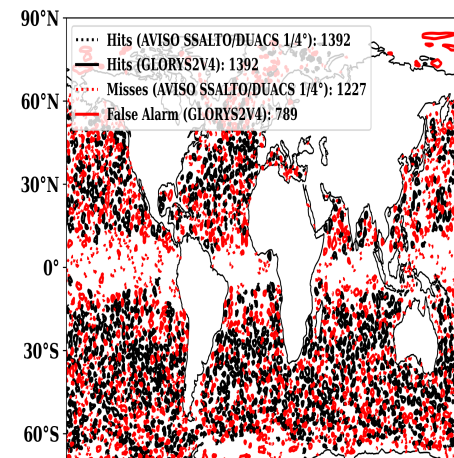 90°N
Hits (AVISO SSALTO/DUACS 1/4°): 1392
Hits (GLORYS2V4): 1392
Misses (AVISO SSALTO/DUACS 1/4°): 1227
False Alarm (GLORYS2V4): 789
60°N
30°N
0°
30°S
60°S